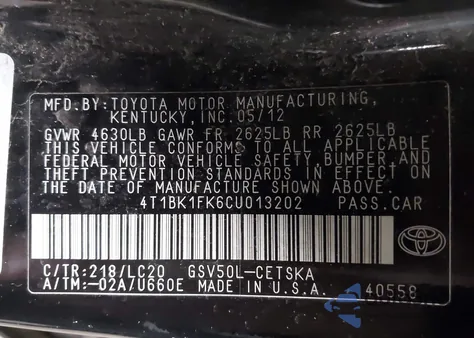 MFD.BY:TOYOTA MOTOR MANUFACTURING,
KENTUCKY,INC.05/12
GVWR 4630LB GAWR FR 2625LB RR 2625LB
THIS VEHICLE CONFORMS TO ALL APPLICABLE
FEDERAL MOTOR VEHICLE SAFETY,BUMPER,AND
THEFT PREVENTION STANDARDS IN EFFECT ON
THE DATE OF MANUFACTURE SHOWN ABOVE.
4T1BK1FK6CU013202 PASS.CAR
C/TR:218/LC20 GSV50L-CETSKA
A/TM:-02A/U660E MADE IN U.S.A. 40558